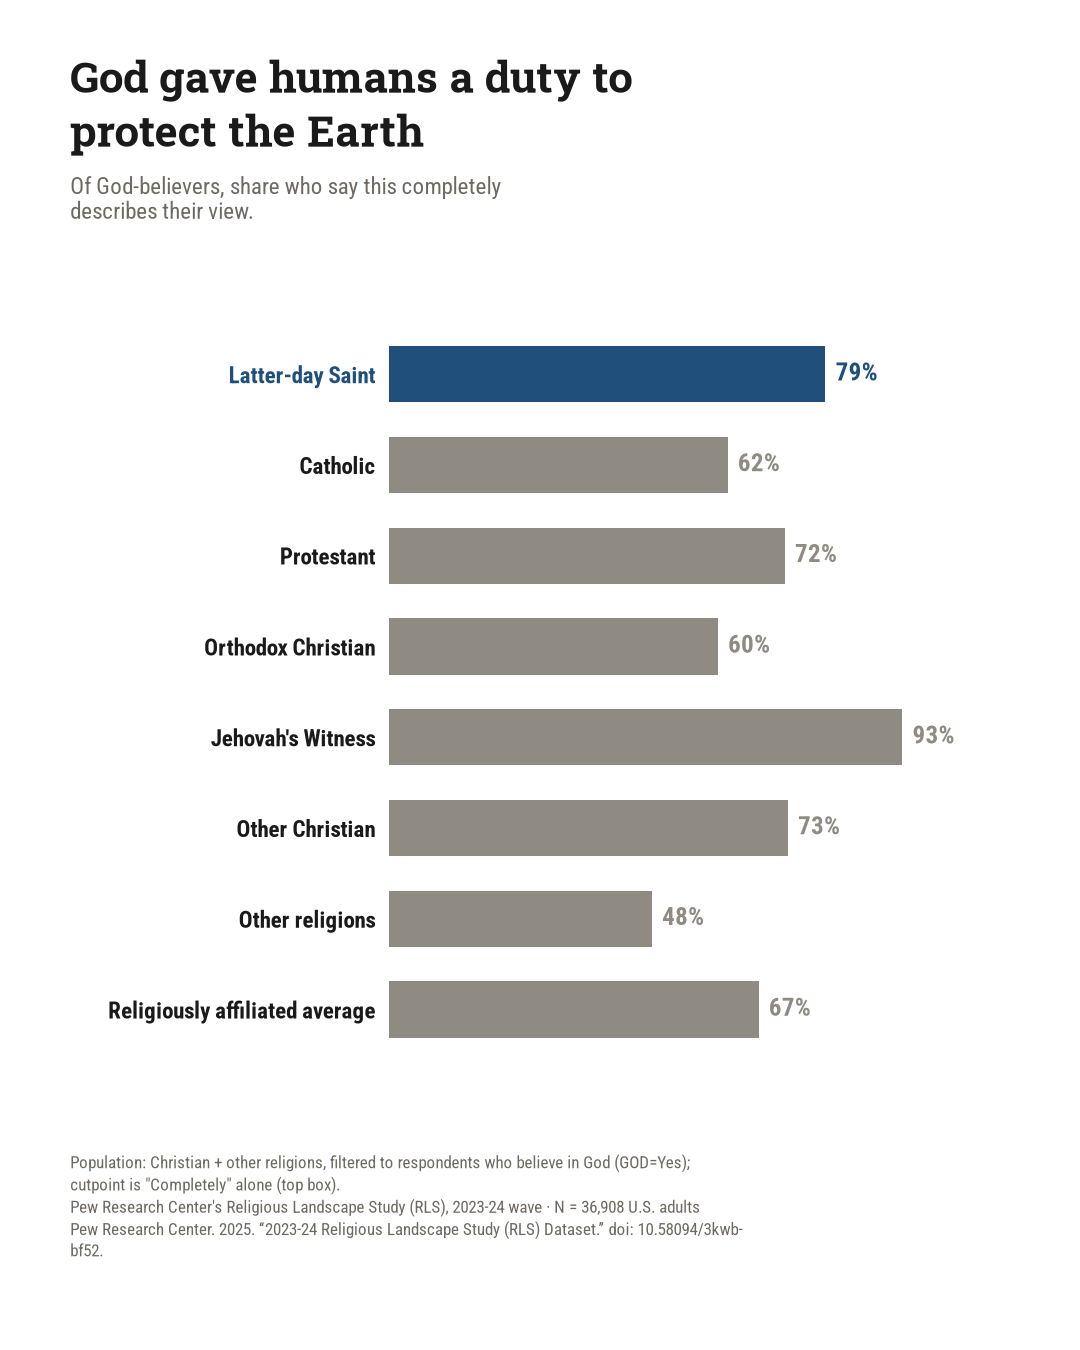 God gave humans a duty to
protect the Earth
Of God-believers, share who say this completely
describes their view.
Latter-day Saint 79%
Catholic 62%
Protestant 72%
Orthodox Christian 60%
Jehovah's Witness 93%
Other Christian 73%
Other religions 48%
Religiously affiliated average 67%
Population: Christian + other religions, filtered to respondents who believe in God (GOD=Yes);
cutpoint is "Completely" alone (top box).
Pew Research Center's Religious Landscape Study (RLS), 2023-24 wave · N = 36,908 U.S. adults
Pew Research Center. 2025. “2023-24 Religious Landscape Study (RLS) Dataset.” doi: 10.58094/3kwb-
bf52.